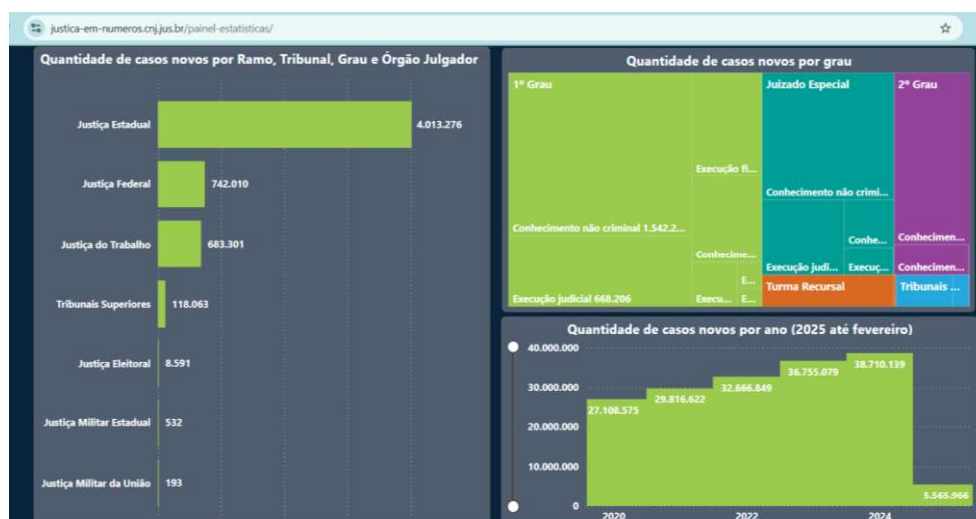 justica-em-numeros.cnj.jus.br/painel-estatisticas/
Quantidade de casos novos por Ramo, Tribunal, Grau e Órgão Julgador
Justiça Estadual
4.013.276
Justiça Federal
742.010
Justiça do Trabalho
683.301
Tribunais Superiores
118.063
Justiça Eleitoral
8.591
Justiça Militar Estadual
532
Justiça Militar da União
193
Quantidade de casos novos por grau
1º Grau
Juizado Especial
2º Grau
Execução fi...
Conhecimento não crimi...
Conhecimento não criminal 1.542.2...
Conhe...
Conhecimen...
Conhecime...
Execução judi...
Execuç...
Conhecimen...
E...
Turma Recursal
Tribunais ...
Execução judicial 668.206
Execu...
E...
Quantidade de casos novos por ano (2025 até fevereiro)
40.000.000
30.000.000
20.000.000
10.000.000
0
27.108.575
29.816.622
32.666.849
36.755.079
38.710.139
5.565.966
2020
2022
2024